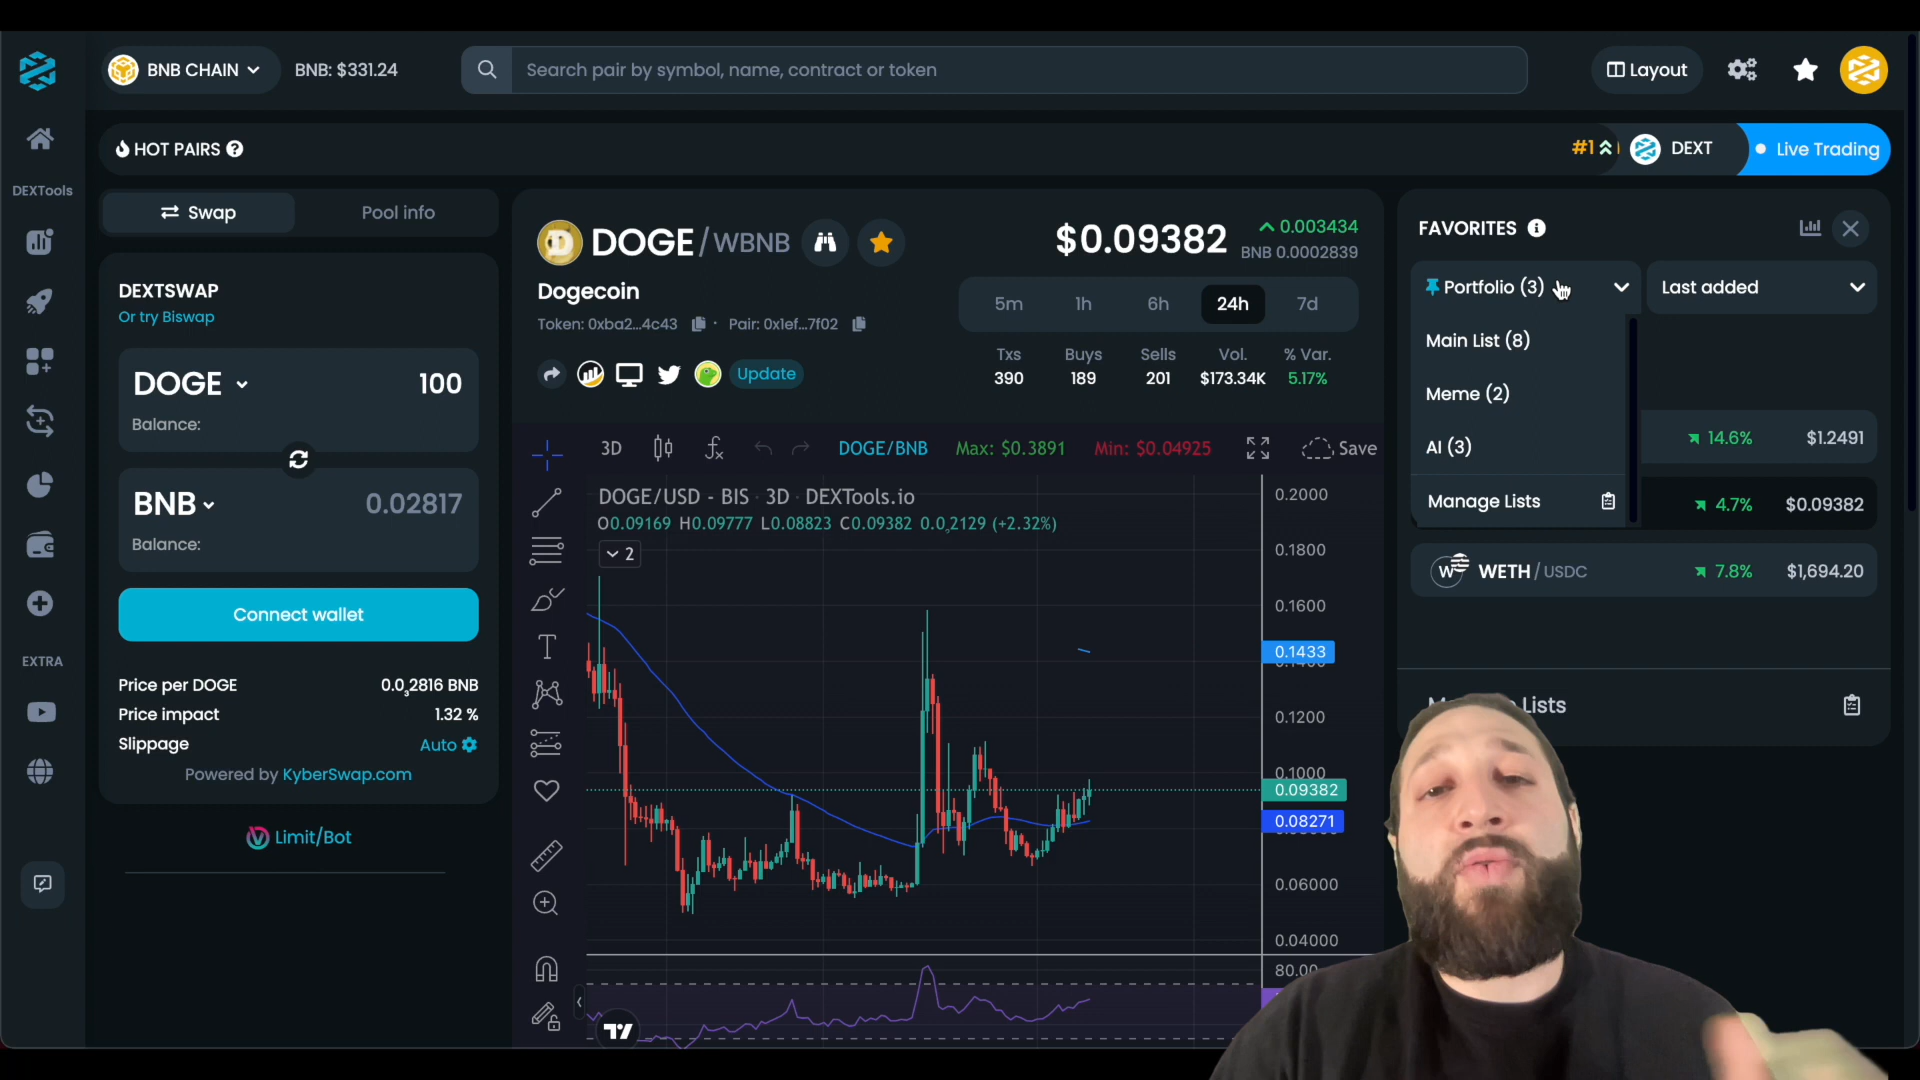 BNB CHAIN
BNB: $331.24
Search pair by symbol, name, contract or token
Layout
HOT PAIRS
#1
DEXT
Live Trading
DEXTools
EXTRA
Swap
Pool info
DEXTSWAP
Or try Biswap
DOGE
100
Balance:
BNB
0.02817
Balance:
Connect wallet
Price per DOGE
0.0₃2816 BNB
Price impact
1.32 %
Slippage
Auto
Powered by KyberSwap.com
Limit/Bot
DOGE / WBNB
$0.09382
0.003434
BNB 0.0002839
Dogecoin
Token: 0xba2...4c43
Pair: 0x1ef...7f02
Update
5m
1h
6h
24h
7d
Txs
Buys
Sells
Vol.
% Var.
390
189
201
$173.34K
5.17%
3D
DOGE/BNB
Max: $0.3891
Min: $0.04925
Save
DOGE/USD - BIS · 3D · DEXTools.io
O0.09169 H0.09777 L0.08823 C0.09382 0.0₂2129 (+2.32%)
2
0.2000
0.1800
0.1600
0.1433
0.1200
0.1000
0.09382
0.08271
0.06000
0.04000
80.00
FAVORITES
Portfolio (3)
Last added
Main List (8)
Meme (2)
AI (3)
Manage Lists
14.6%
$1.2491
4.7%
$0.09382
WETH / USDC
7.8%
$1,694.20
Lists